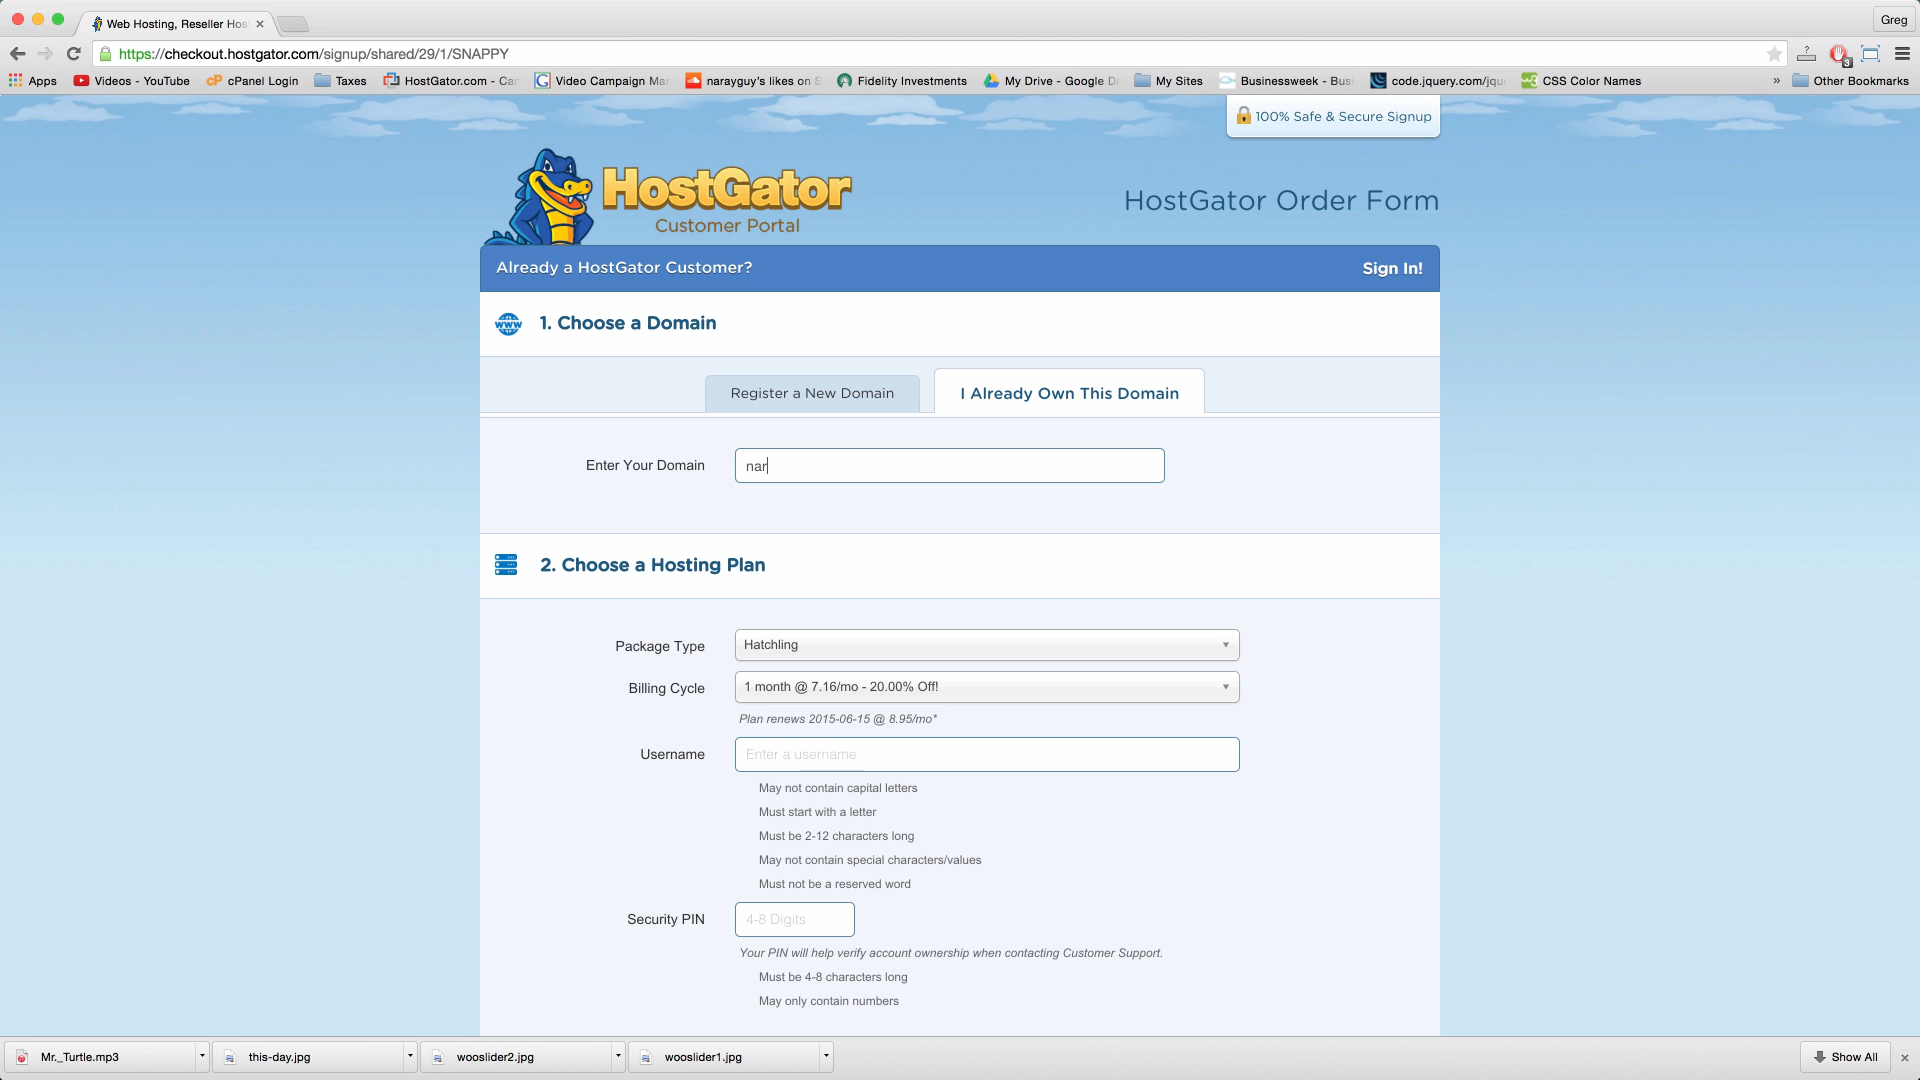 Web Hosting, Reseller Hos
Greg
https://checkout.hostgator.com/signup/shared/29/1/SNAPPY
Apps
Videos - YouTube
cPanel Login
Taxes
HostGator.com - Can
Video Campaign Man
narayguy's likes on S
Fidelity Investments
My Drive - Google D
My Sites
Businessweek - Busi
code.jquery.com/jqu
CSS Color Names
» Other Bookmarks
100% Safe & Secure Signup
HostGator
Customer Portal
HostGator Order Form
Already a HostGator Customer?
Sign In!
www
1. Choose a Domain
Register a New Domain
I Already Own This Domain
Enter Your Domain
nar
2. Choose a Hosting Plan
Package Type
Hatchling
Billing Cycle
1 month @ 7.16/mo - 20.00% Off!
Plan renews 2015-06-15 @ 8.95/mo*
Username
Enter a username
May not contain capital letters
Must start with a letter
Must be 2-12 characters long
May not contain special characters/values
Must not be a reserved word
Security PIN
4-8 Digits
Your PIN will help verify account ownership when contacting Customer Support.
Must be 4-8 characters long
May only contain numbers
Mr._Turtle.mp3
this-day.jpg
wooslider2.jpg
wooslider1.jpg
Show All